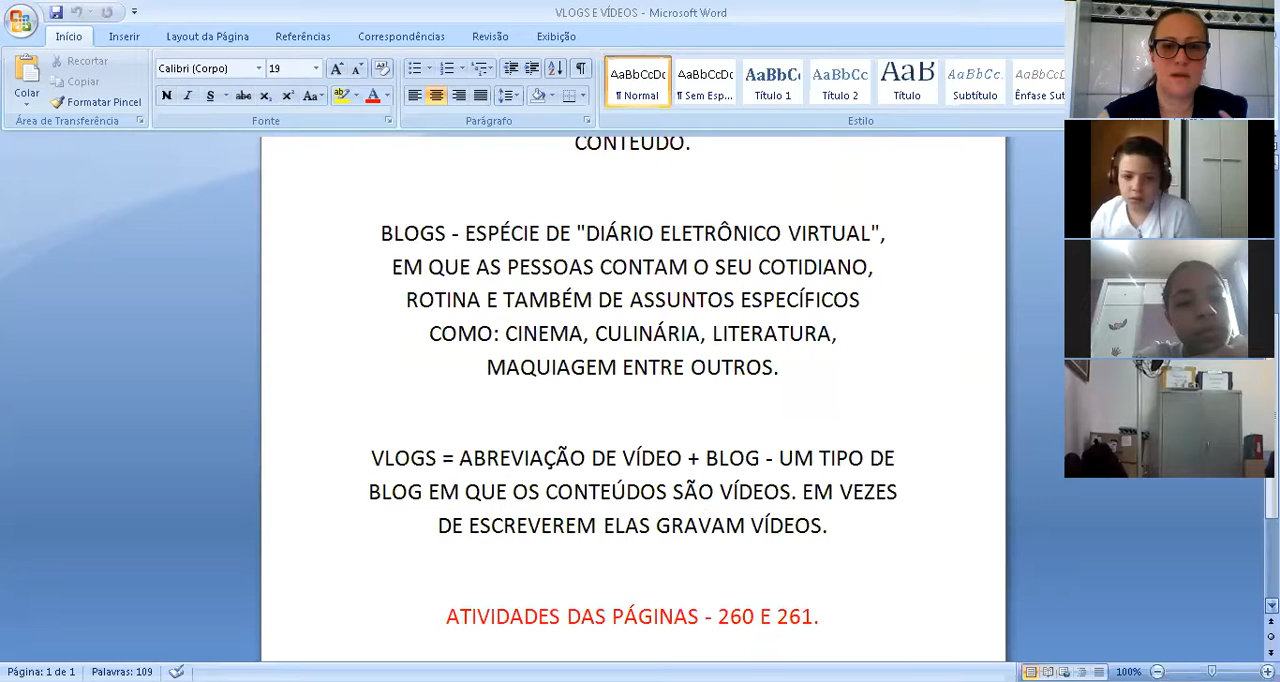 VLOGS E VÍDEOS - Microsoft Word
Início Inserir Layout da Página Referências Correspondências Revisão Exibição
Colar
Recortar
Copiar
Formatar Pincel
Área de Transferência
Calibri (Corpo) 19
N I S abc x₂ x² Aa
Fonte
Parágrafo
AaBbCcDc AaBbCcDc AaBbC AaBbCc AaB AaBbCc. AaBbCcDc
¶ Normal ¶ Sem Esp... Título 1 Título 2 Título Subtítulo Ênfase Sut
Estilo
CONTEÚDO.
BLOGS - ESPÉCIE DE "DIÁRIO ELETRÔNICO VIRTUAL",
EM QUE AS PESSOAS CONTAM O SEU COTIDIANO,
ROTINA E TAMBÉM DE ASSUNTOS ESPECÍFICOS
COMO: CINEMA, CULINÁRIA, LITERATURA,
MAQUIAGEM ENTRE OUTROS.
VLOGS = ABREVIAÇÃO DE VÍDEO + BLOG - UM TIPO DE
BLOG EM QUE OS CONTEÚDOS SÃO VÍDEOS. EM VEZES
DE ESCREVEREM ELAS GRAVAM VÍDEOS.
ATIVIDADES DAS PÁGINAS - 260 E 261.
Página: 1 de 1 Palavras: 109 100%